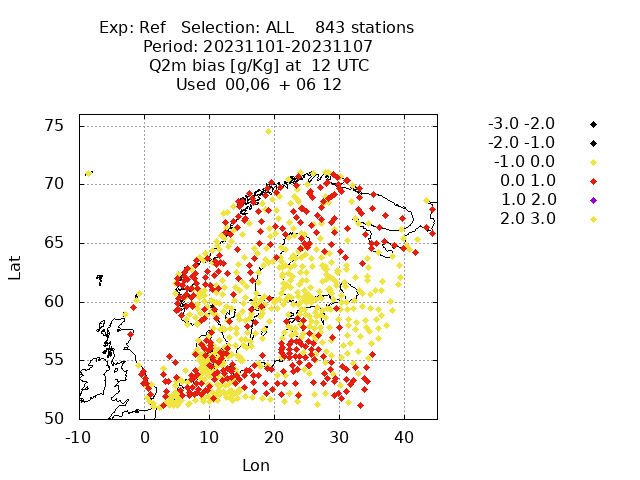 Exp: Ref   Selection: ALL    843 stations
Period: 20231101-20231107
Q2m bias [g/Kg] at  12 UTC
Used  00,06  + 06 12
-3.0 -2.0
-2.0 -1.0
-1.0 0.0
0.0 1.0
1.0 2.0
2.0 3.0
75
70
65
60
55
50
Lat
-10 0 10 20 30 40
Lon